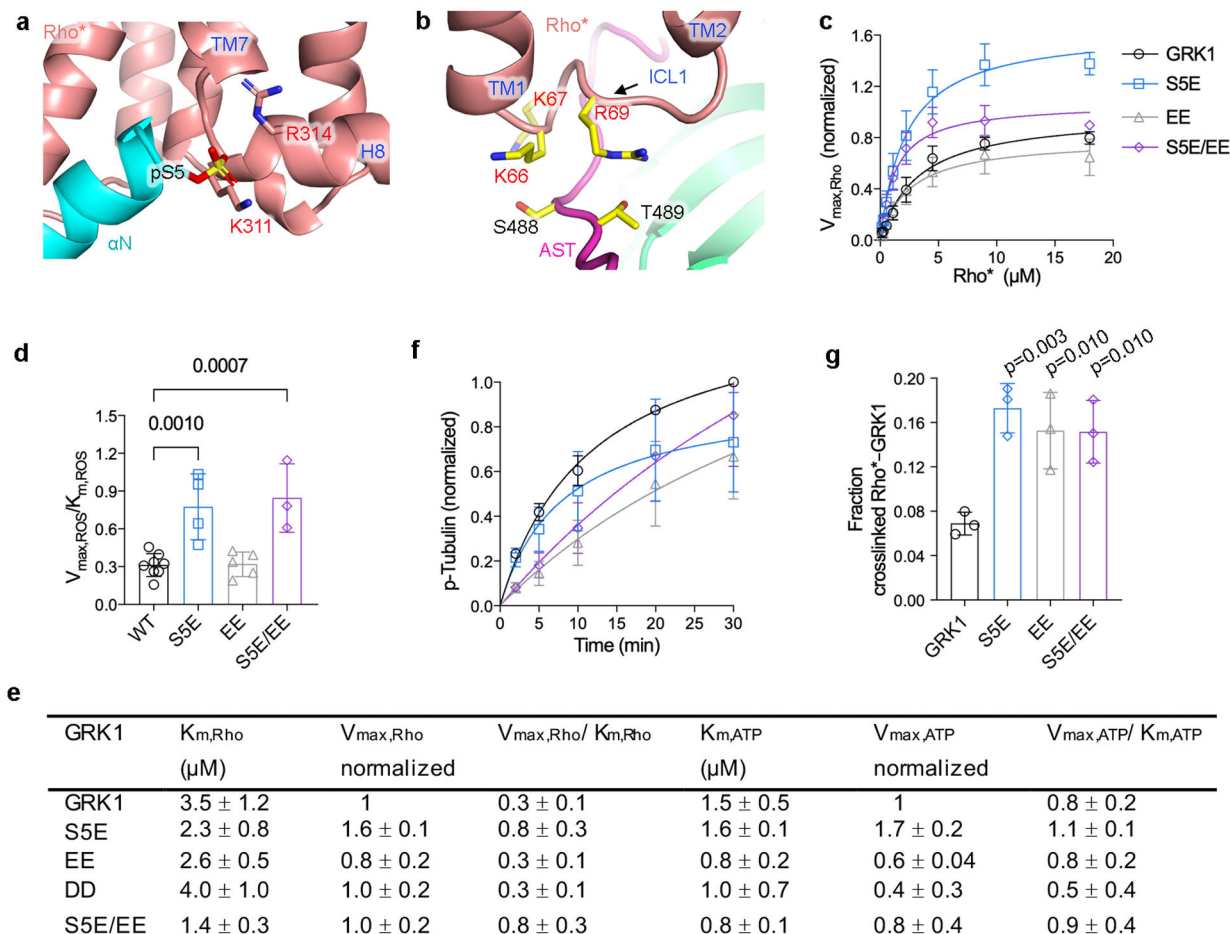 a
Rho*
TM7
R314
H8
pS5
K311
αN
b
Rho*
TM2
TM1
K67
ICL1
R69
K66
S488
T489
AST
c
Vmax,Rho (normalized)
1.6
1.2
0.8
0.4
0.0
0 5 10 15 20
Rho* (µM)
GRK1
S5E
EE
S5E/EE
d
0.0007
0.0010
Vmax,ROS/Km,ROS
1.5
1.2
0.9
0.6
0.3
0
WT S5E EE S5E/EE
f
p-Tubulin (normalized)
1.0
0.8
0.6
0.4
0.2
0.0
0 5 10 15 20 25 30
Time (min)
g
p=0.003 p=0.010 p=0.010
Fraction
crosslinked Rho*–GRK1
0.20
0.16
0.12
0.08
0.04
0.00
GRK1 S5E EE S5E/EE
e
GRK1 Km,Rho Vmax,Rho Vmax,Rho/ Km,Rho Km,ATP Vmax,ATP Vmax,ATP/ Km,ATP
(µM) normalized (µM) normalized
GRK1 3.5 ± 1.2 1 0.3 ± 0.1 1.5 ± 0.5 1 0.8 ± 0.2
S5E 2.3 ± 0.8 1.6 ± 0.1 0.8 ± 0.3 1.6 ± 0.1 1.7 ± 0.2 1.1 ± 0.1
EE 2.6 ± 0.5 0.8 ± 0.2 0.3 ± 0.1 0.8 ± 0.2 0.6 ± 0.04 0.8 ± 0.2
DD 4.0 ± 1.0 1.0 ± 0.2 0.3 ± 0.1 1.0 ± 0.7 0.4 ± 0.3 0.5 ± 0.4
S5E/EE 1.4 ± 0.3 1.0 ± 0.2 0.8 ± 0.3 0.8 ± 0.1 0.8 ± 0.4 0.9 ± 0.4